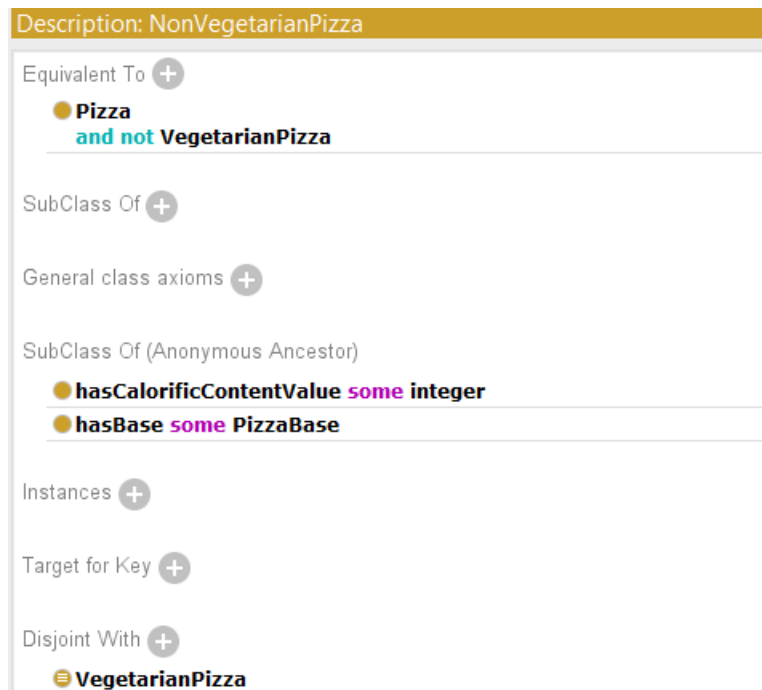 Description: NonVegetarianPizza
Equivalent To
Pizza
and not VegetarianPizza
SubClass Of
General class axioms
SubClass Of (Anonymous Ancestor)
hasCalorificContentValue some integer
hasBase some PizzaBase
Instances
Target for Key
Disjoint With
VegetarianPizza